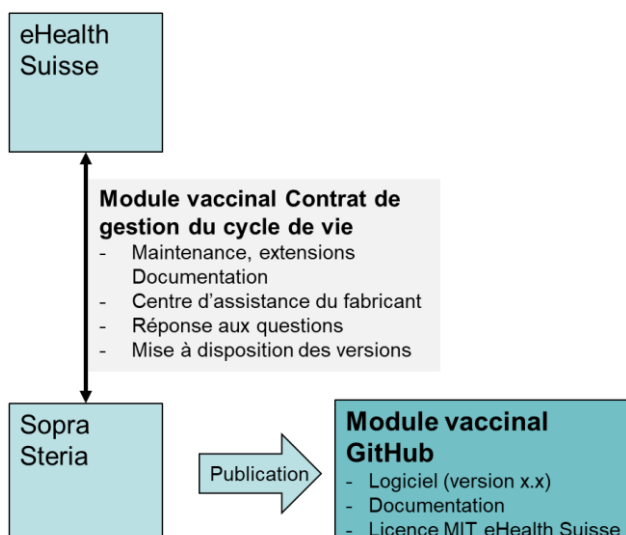 eHealth
Suisse
Module vaccinal Contrat de
gestion du cycle de vie
- Maintenance, extensions
Documentation
- Centre d'assistance du fabricant
- Réponse aux questions
- Mise à disposition des versions
Sopra
Steria
Publication
Module vaccinal
GitHub
- Logiciel (version x.x)
- Documentation
- Licence MIT eHealth Suisse